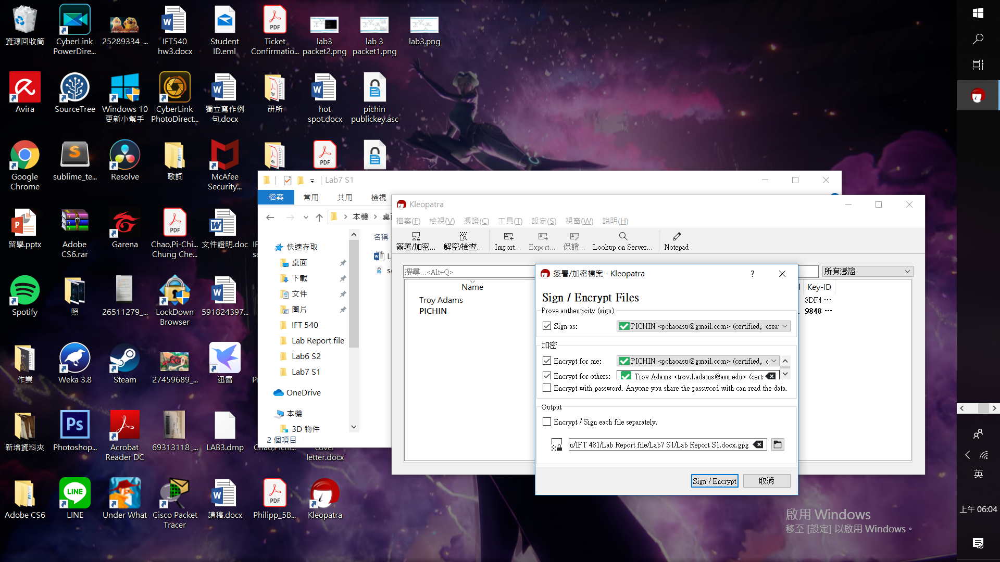 資源回收筒
CyberLink
PowerDire...
25289334_...
IFT540
hw3.docx
Student
ID.eml
PDF
Ticket
Confirmatio...
lab3
packet2.png
lab 3
packet1.png
lab3.png
Avira
SourceTree
Windows 10
更新小幫手
CyberLink
PhotoDirect...
獨立寫作例
句.docx
研所
hot
spot.docx
pichin
publickey.asc
Google
Chrome
sublime_te...
Resolve
歌詞
McAfee
Security...
PDF
留學.pptx
Adobe
CS6.rar
Garena
PDF
Chao,Pi-Chi...
Chung Che...
文件證明.doc
Spotify
照
26511279_...
LockDown
Browser
591824397...
作業
Weka 3.8
Steam
27459689_...
迅雷
新增資料夾
Photoshop...
Acrobat
Reader DC
69313118_...
LAB3.dmp
Chao,Pichi...
cover
letter.docx
Adobe CS6
LINE
Under What
Cisco Packet
Tracer
講稿.docx
PDF
Philipp_5B...
Kleopatra
Lab7 S1
檔案
常用
共用
檢視
本機
名稱
快速存取
桌面
下載
文件
圖片
IFT 540
Lab Report file
Lab6 S2
Lab7 S1
OneDrive
本機
3D 物件
2 個項目
Kleopatra
檔案(F)
檢視(V)
憑證(C)
工具(T)
設定(S)
視窗(W)
說明(H)
簽署/加密...
解密/檢查...
Import...
Export...
保證...
Lookup on Server...
Notepad
搜尋...<Alt+Q>
所有憑證
Name
Key-ID
Troy Adams
8DF4 ···
PICHIN
9848 ···
簽署/加密檔案 - Kleopatra
?
Sign / Encrypt Files
Prove authenticity (sign)
Sign as:
PICHIN <pchaoasu@gmail.com> (certified, crea
加密
Encrypt for me:
PICHIN <pchaoasu@gmail.com> (certified, c
Encrypt for others:
Troy Adams <troy.l.adams@asu.edu> (cert
Encrypt with password. Anyone you share the password with can read the data.
Output
Encrypt / Sign each file separately.
u/IFT 481/Lab Report file/Lab7 S1/Lab Report S1.docx.gpg
Sign / Encrypt
取消
啟用 Windows
移至 [設定] 以啟用 Windows。
英
上午 06:04